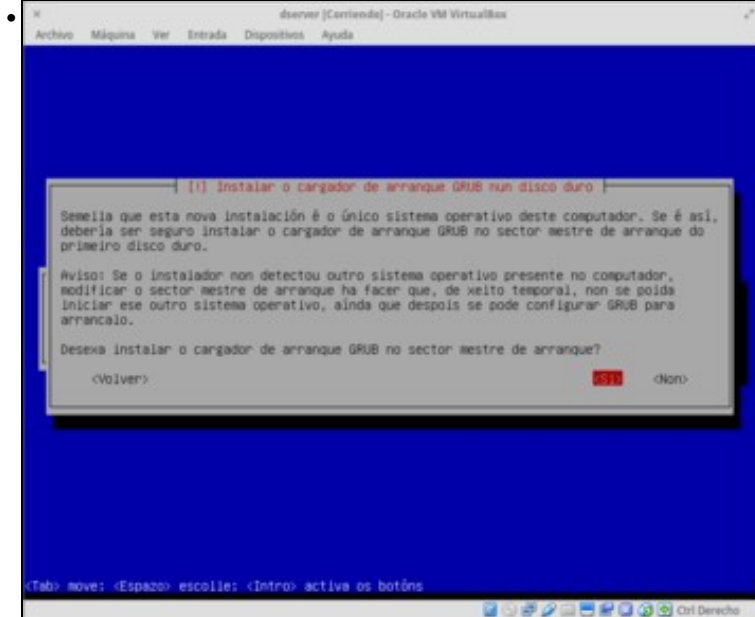 dserver [Corriendo] - Oracle VM VirtualBox
Archivo Máquina Ver Entrada Dispositivos Ayuda
[!] Instalar o cargador de arranque GRUB nun disco duro
Semella que esta nova instalación é o único sistema operativo deste computador. Se é así,
debería ser seguro instalar o cargador de arranque GRUB no sector mestre de arranque do
primeiro disco duro.
Aviso: Se o instalador non detectou outro sistema operativo presente no computador,
modificar o sector mestre de arranque ha facer que, de xeito temporal, non se poida
iniciar ese outro sistema operativo, aínda que despois se pode configurar GRUB para
arrancalo.
Desexa instalar o cargador de arranque GRUB no sector mestre de arranque?
<Volver> <Si> <Non>
<Tab> move; <Espazo> escolle; <Intro> activa os botóns
Ctrl Derecho